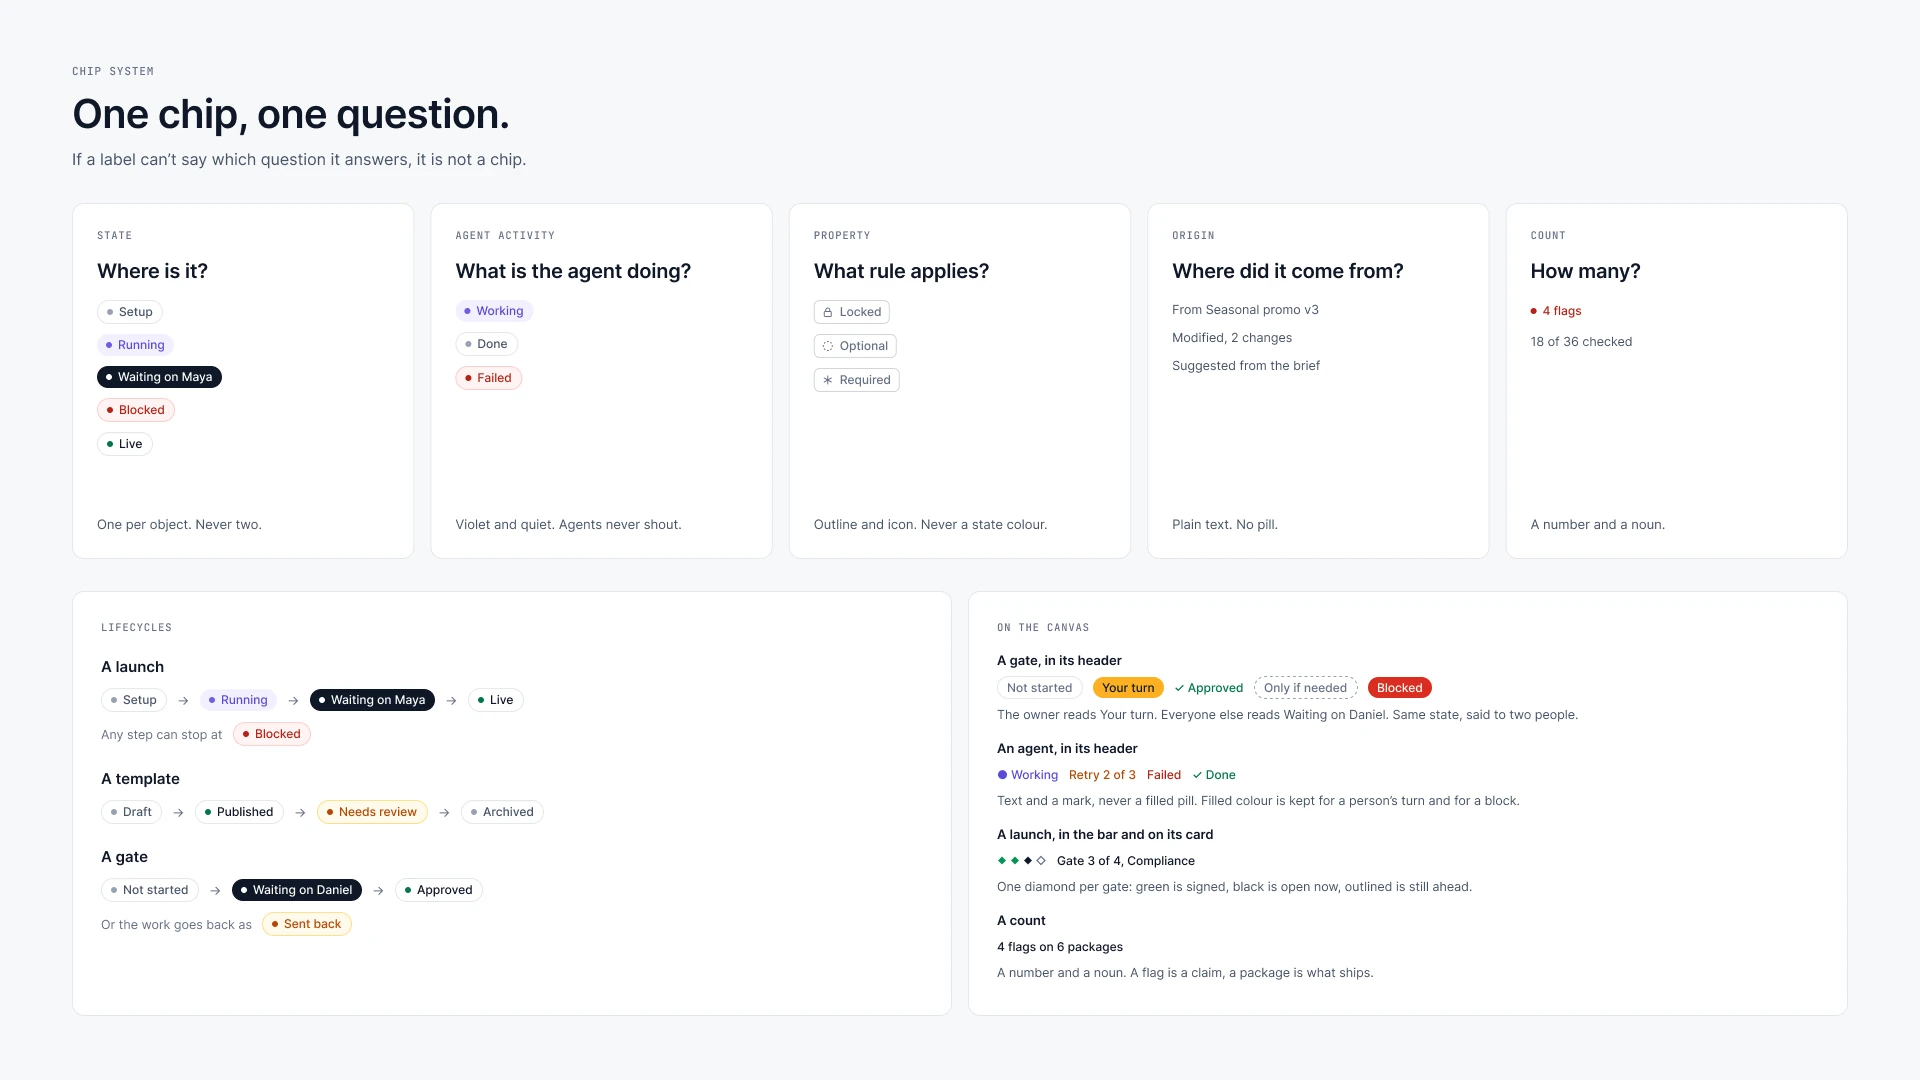 CHIP SYSTEM
One chip, one question.
If a label can’t say which question it answers, it is not a chip.
STATE
Where is it?
Setup
Running
Waiting on Maya
Blocked
Live
One per object. Never two.
AGENT ACTIVITY
What is the agent doing?
Working
Done
Failed
Violet and quiet. Agents never shout.
PROPERTY
What rule applies?
Locked
Optional
Required
Outline and icon. Never a state colour.
ORIGIN
Where did it come from?
From Seasonal promo v3
Modified, 2 changes
Suggested from the brief
Plain text. No pill.
COUNT
How many?
4 flags
18 of 36 checked
A number and a noun.
LIFECYCLES
A launch
Setup → Running → Waiting on Maya → Live
Any step can stop at Blocked
A template
Draft → Published → Needs review → Archived
A gate
Not started → Waiting on Daniel → Approved
Or the work goes back as Sent back
ON THE CANVAS
A gate, in its header
Not started Your turn ✓ Approved Only if needed Blocked
The owner reads Your turn. Everyone else reads Waiting on Daniel. Same state, said to two people.
An agent, in its header
Working Retry 2 of 3 Failed ✓ Done
Text and a mark, never a filled pill. Filled colour is kept for a person’s turn and for a block.
A launch, in the bar and on its card
Gate 3 of 4, Compliance
One diamond per gate: green is signed, black is open now, outlined is still ahead.
A count
4 flags on 6 packages
A number and a noun. A flag is a claim, a package is what ships.